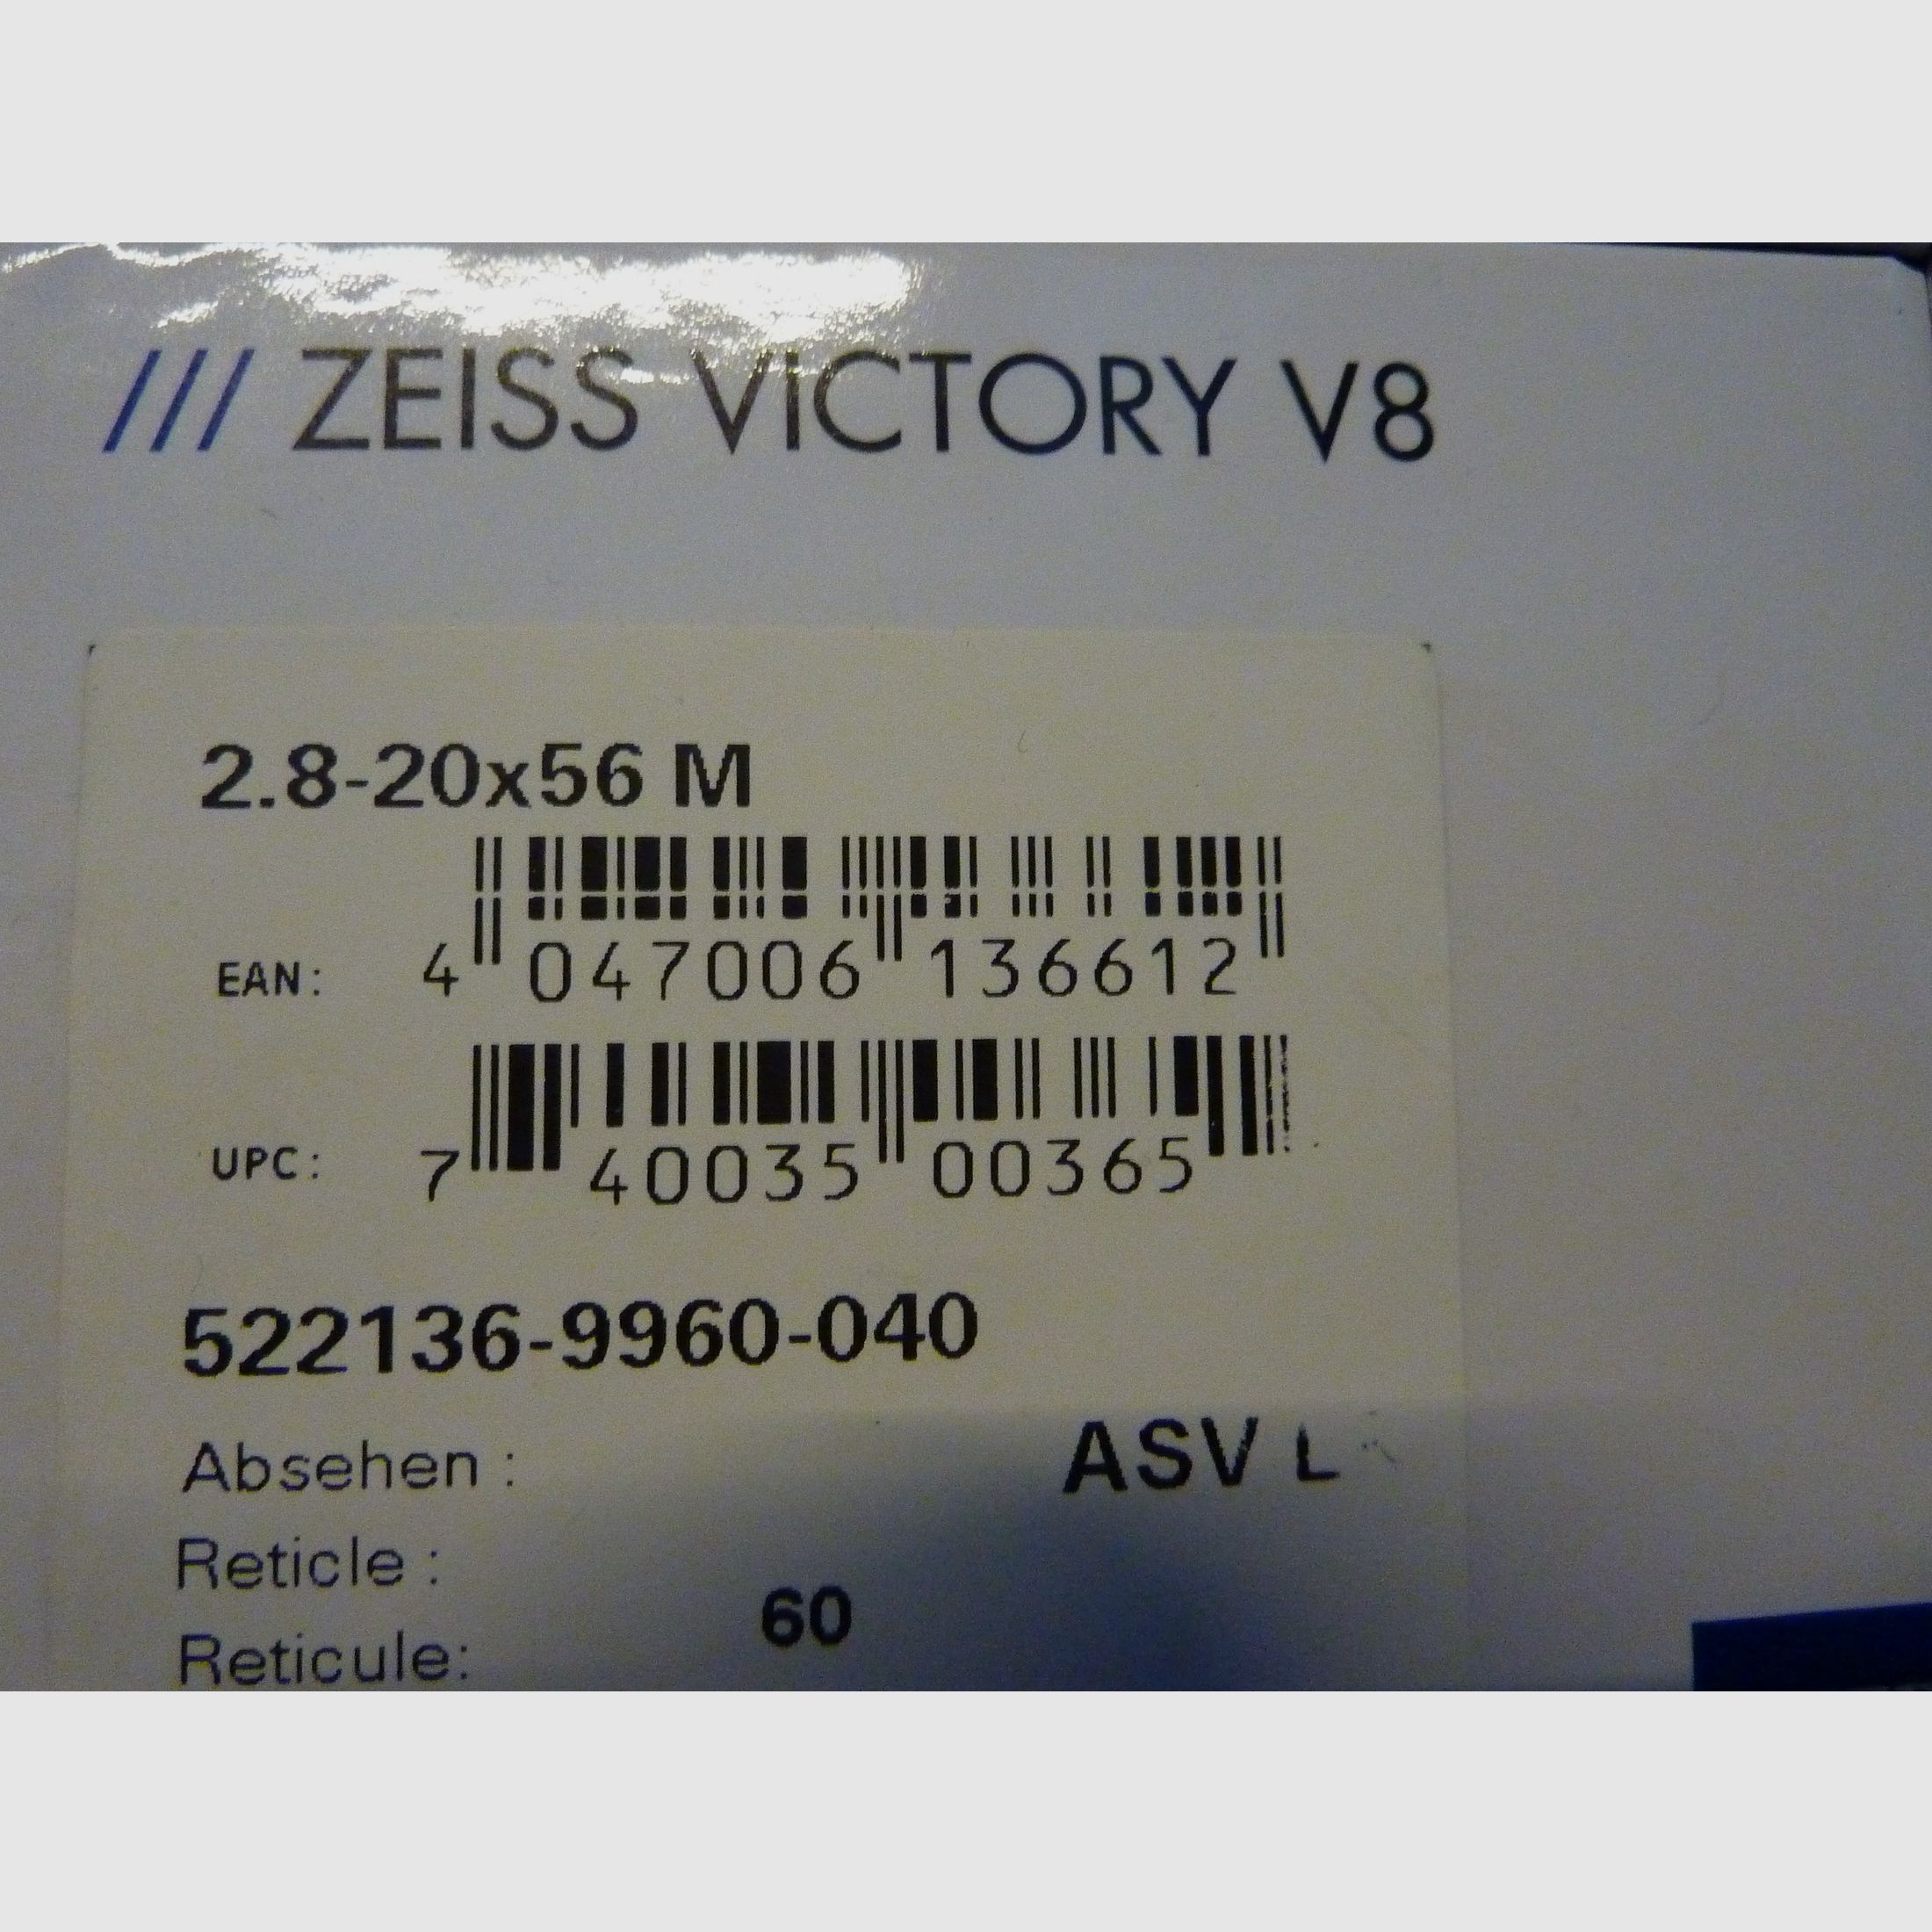 /// ZEISS VICTORY V8
2.8-20x56 M
EAN: 4 047006 136612
UPC: 7 40035 00365
522136-9960-040
Absehen : ASV L
Reticle :
60
Reticule: